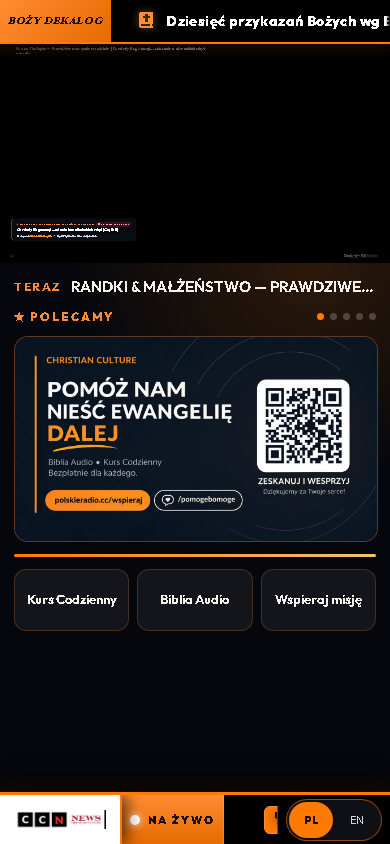 BOŻY DEKALOG
Dziesięć przykazań Bożych wg
TERAZ RANDKI & MAŁŻEŃSTWO — PRAWDZIWE...
★ POLECAMY
CHRISTIAN CULTURE
POMÓŻ NAM
NIEŚĆ EWANGELIĘ
DALEJ
Biblia Audio • Kurs Codzienny
Bezpłatnie dla każdego.
polskieradio.cc/wspieraj
/pomogebomoge
ZESKANUJ I WESPRZYJ
Dziękujemy za Twoje serce!
Kurs Codzienny
Biblia Audio
Wspieraj misję
CCN NEWS
NA ŻYWO
PL
EN